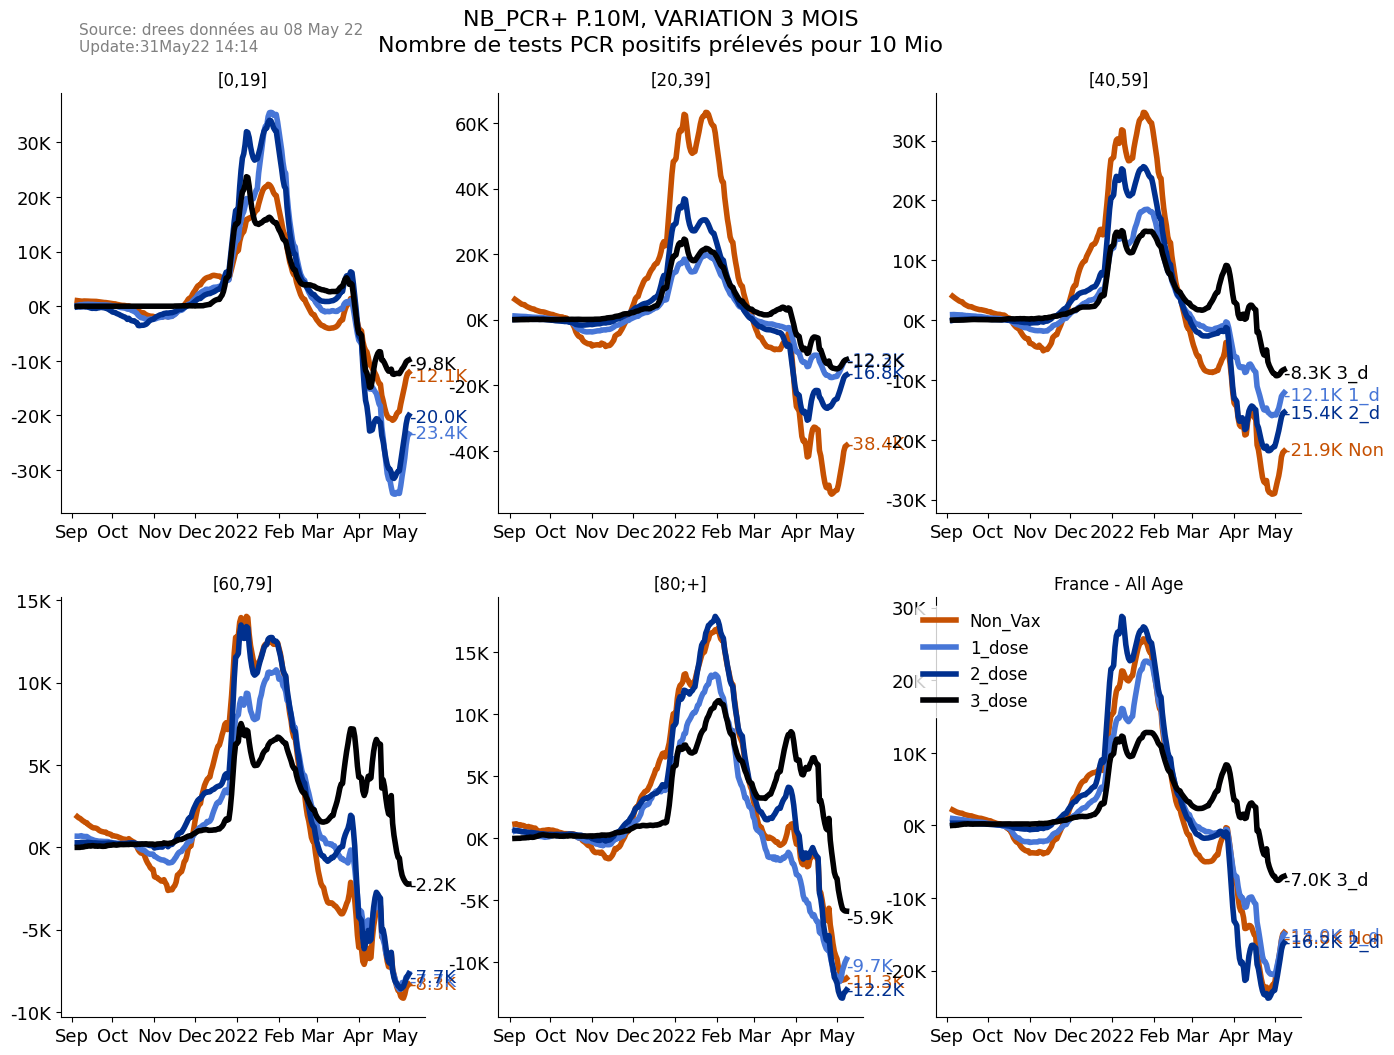 NB_PCR+ P.10M, VARIATION 3 MOIS
Nombre de tests PCR positifs prélevés pour 10 Mio
Source: drees données au 08 May 22
Update:31May22 14:14
[0,19]
30K
20K
10K
0K
-10K
-20K
-30K
-9.8K
-12.1K
-20.0K
-23.4K
Sep Oct Nov Dec 2022 Feb Mar Apr May
[20,39]
60K
40K
20K
0K
-20K
-40K
-12.3K
-16.8K
-38.4K
Sep Oct Nov Dec 2022 Feb Mar Apr May
[40,59]
30K
20K
10K
0K
-10K
-20K
-30K
-8.3K 3_d
-12.1K 1_d
-15.4K 2_d
-21.9K Non
Sep Oct Nov Dec 2022 Feb Mar Apr May
[60,79]
15K
10K
5K
0K
-5K
-10K
-2.2K
-7.7K
-8.3K
Sep Oct Nov Dec 2022 Feb Mar Apr May
[80;+]
15K
10K
5K
0K
-5K
-10K
-5.9K
-9.7K
-11.3K
-12.2K
Sep Oct Nov Dec 2022 Feb Mar Apr May
France - All Age
30K
20K
10K
0K
-10K
-20K
Non_Vax
1_dose
2_dose
3_dose
-7.0K 3_d
-16.2K 2_d
Sep Oct Nov Dec 2022 Feb Mar Apr May